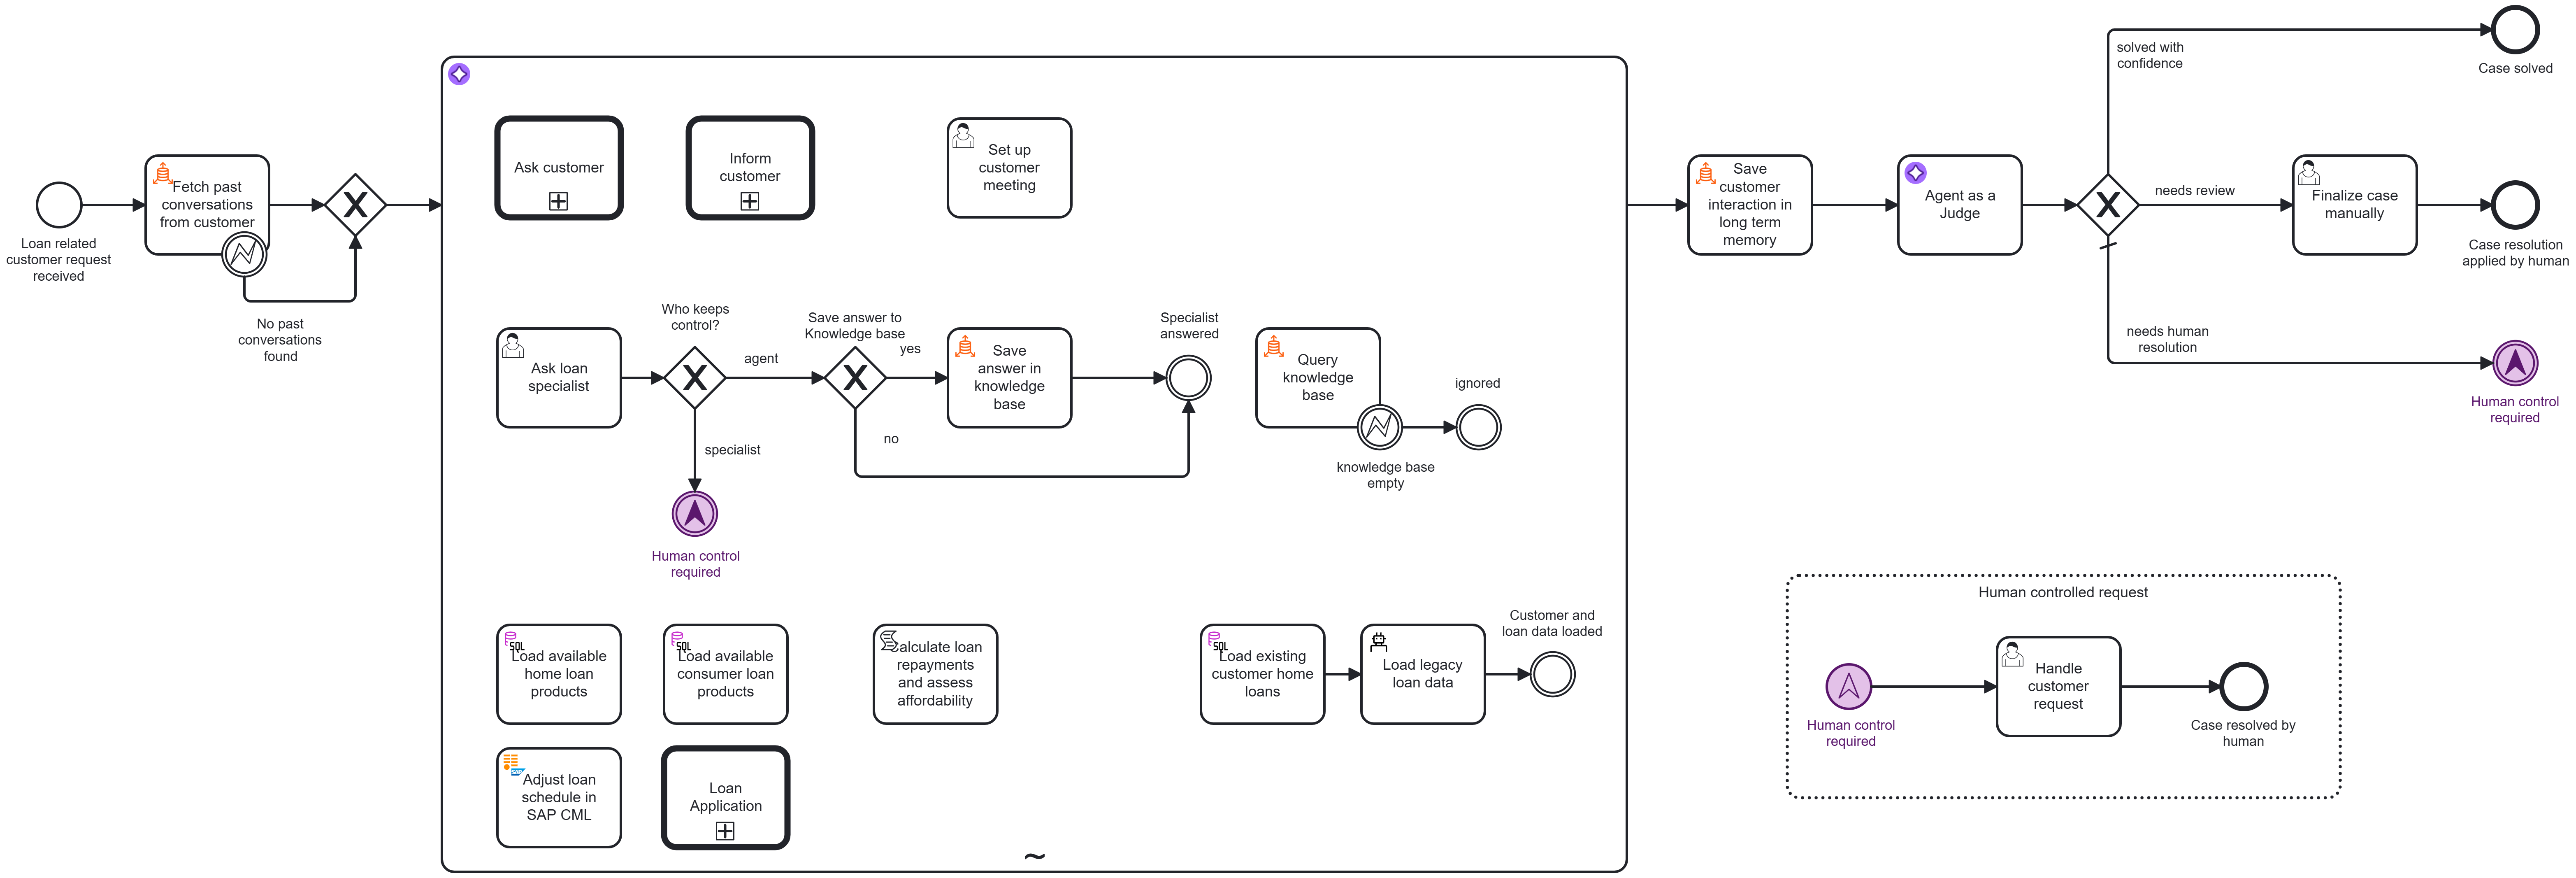 Loan related
customer request
received
Fetch past
conversations
from customer
No past
conversations
found
Ask customer
Inform
customer
Set up
customer
meeting
Ask loan
specialist
Who keeps
control?
agent
specialist
Human control
required
Save answer to
Knowledge base
yes
no
Save
answer in
knowledge
base
Specialist
answered
Query
knowledge
base
knowledge base
empty
ignored
SQL
Load available
home loan
products
SQL
Load available
consumer loan
products
Calculate loan
repayments
and assess
affordability
SQL
Load existing
customer home
loans
Load legacy
loan data
Customer and
loan data loaded
SAP
Adjust loan
schedule in
SAP CML
Loan
Application
Save
customer
interaction in
long term
memory
Agent as a
Judge
solved with
confidence
Case solved
needs review
Finalize case
manually
Case resolution
applied by human
needs human
resolution
Human control
required
Human controlled request
Human control
required
Handle
customer
request
Case resolved by
human